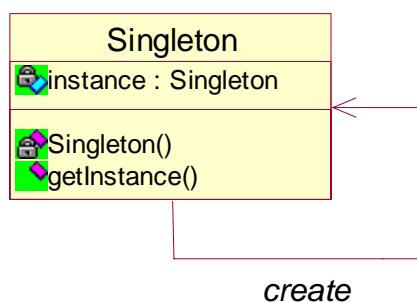 Singleton
instance : Singleton
Singleton()
getInstance()
create